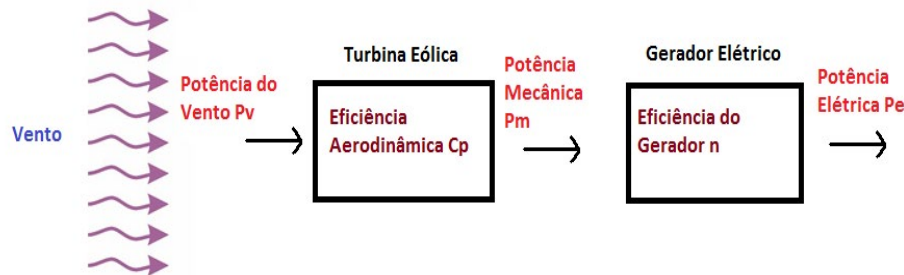 Vento
Potência do
Vento Pv
Turbina Eólica
Eficiência
Aerodinâmica Cp
Potência
Mecânica
Pm
Gerador Elétrico
Eficiência do
Gerador n
Potência
Elétrica Pe